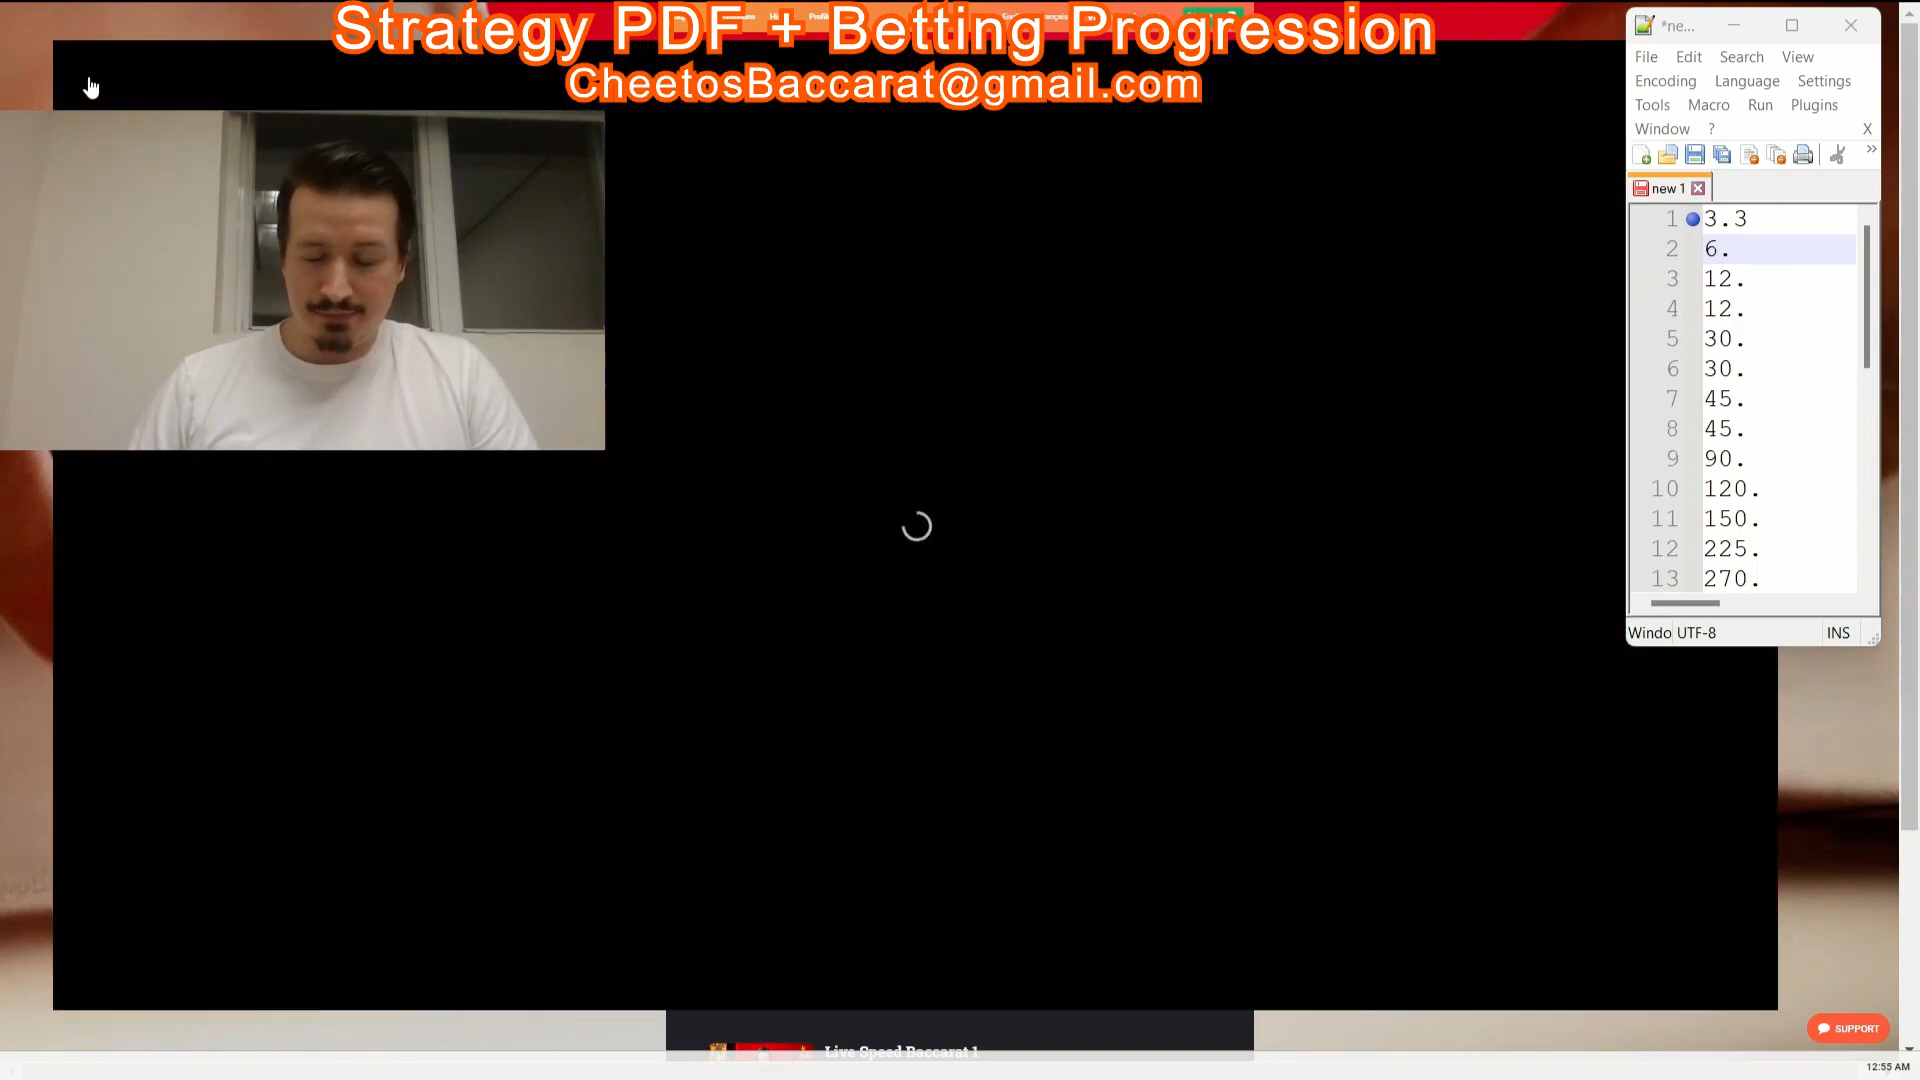 Strategy PDF + Betting Progression
CheetosBaccarat@gmail.com
*ne...
File Edit Search View
Encoding Language Settings
Tools Macro Run Plugins
Window ? X
new 1
1 3.3
2 6.
3 12.
4 12.
5 30.
6 30.
7 45.
8 45.
9 90.
10 120.
11 150.
12 225.
13 270.
Windo UTF-8 INS
SUPPORT
Live Speed Baccarat 1
12:55 AM